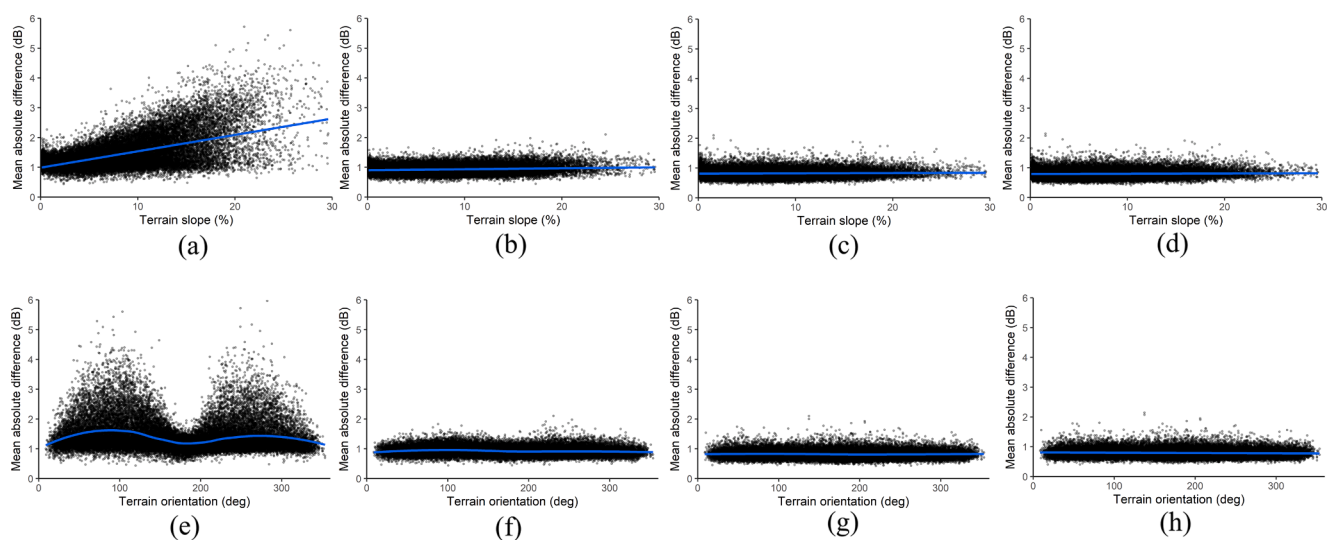 Mean absolute difference (dB)
6
5
4
3
2
1
0
0 10 20 30
Terrain slope (%)
(a)
Mean absolute difference (dB)
6
5
4
3
2
1
0
0 10 20 30
Terrain slope (%)
(b)
Mean absolute difference (dB)
6
5
4
3
2
1
0
0 10 20 30
Terrain slope (%)
(c)
Mean absolute difference (dB)
6
5
4
3
2
1
0
0 10 20 30
Terrain slope (%)
(d)
Mean absolute difference (dB)
6
5
4
3
2
1
0
0 100 200 300
Terrain orientation (deg)
(e)
Mean absolute difference (dB)
6
5
4
3
2
1
0
0 100 200 300
Terrain orientation (deg)
(f)
Mean absolute difference (dB)
6
5
4
3
2
1
0
0 100 200 300
Terrain orientation (deg)
(g)
Mean absolute difference (dB)
6
5
4
3
2
1
0
0 100 200 300
Terrain orientation (deg)
(h)